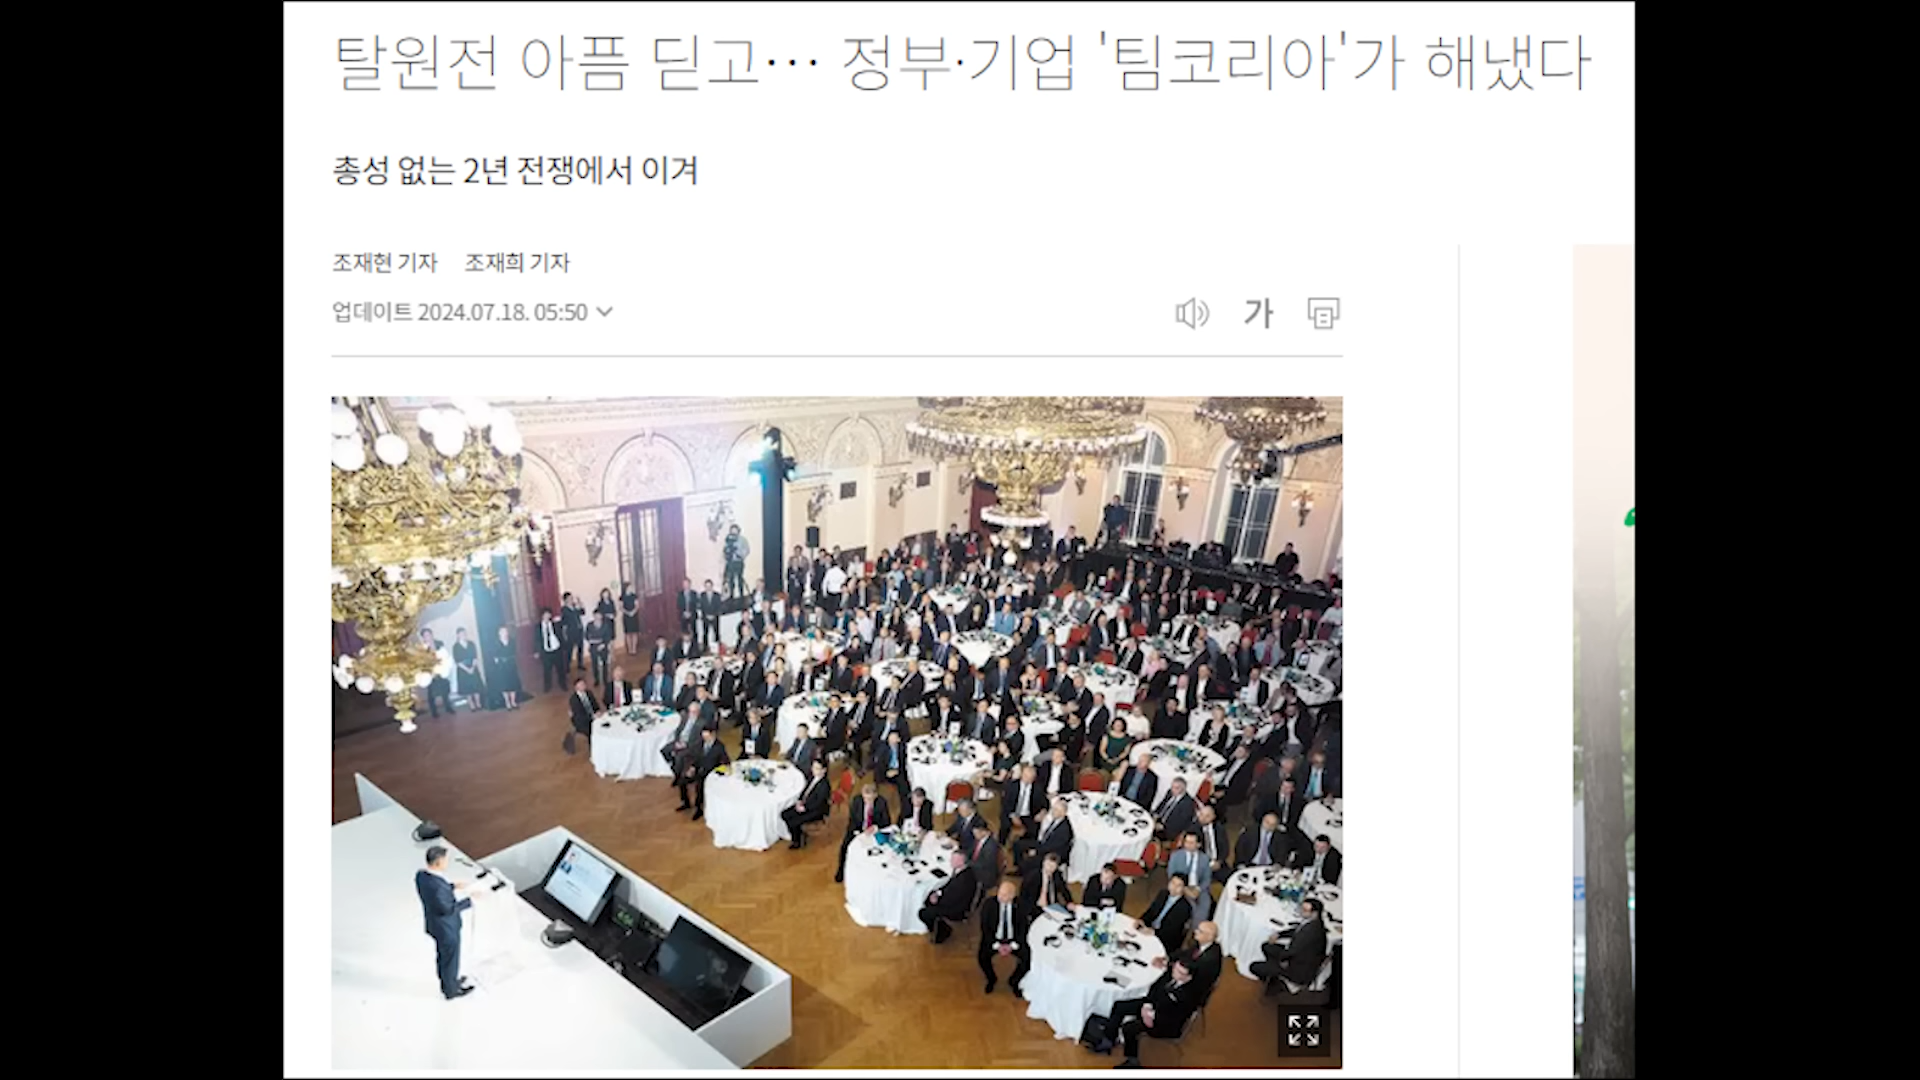 탈원전 아픔 딛고… 정부·기업 '팀코리아'가 해냈다
총성 없는 2년 전쟁에서 이겨
조재현 기자 조재희 기자
업데이트 2024.07.18. 05:50
가